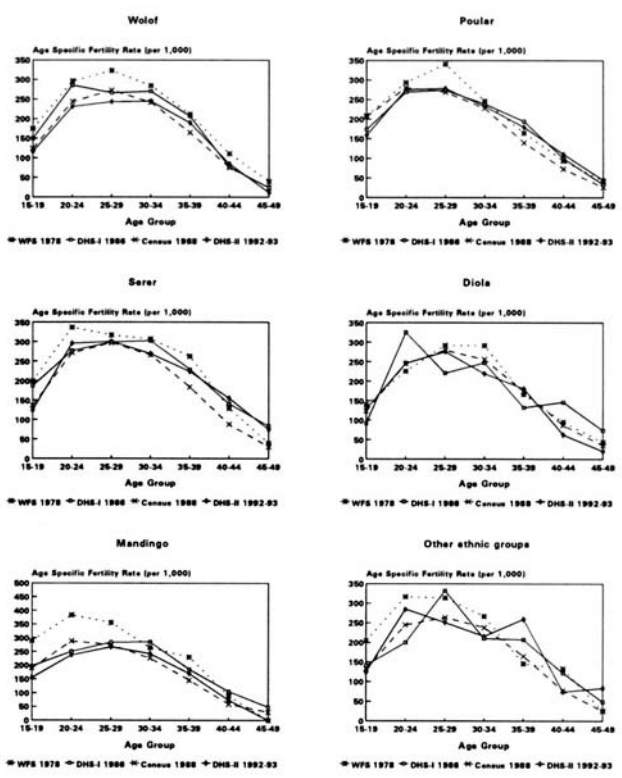 Wolof
Age Specific Fertility Rate (per 1,000)
350
300
250
200
150
100
50
0
15-19 20-24 25-29 30-34 35-39 40-44 45-49
Age Group
WFS 1978 DHS-I 1986 Census 1988 DHS-II 1992-93
Poular
Age Specific Fertility Rate (per 1,000)
350
300
250
200
150
100
50
0
15-19 20-24 25-29 30-34 35-39 40-44 45-49
Age Group
WFS 1978 DHS-I 1986 Census 1988 DHS-II 1992-93
Serer
Age Specific Fertility Rate (per 1,000)
350
300
250
200
150
100
50
0
15-19 20-24 25-29 30-34 35-39 40-44 45-49
Age Group
WFS 1978 DHS-I 1986 Census 1988 DHS-II 1992-93
Diola
Age Specific Fertility Rate (per 1,000)
350
300
250
200
150
100
50
0
15-19 20-24 25-29 30-34 35-39 40-44 45-49
Age Group
WFS 1978 DHS-I 1986 Census 1988 DHS-II 1992-93
Mandingo
Age Specific Fertility Rate (per 1,000)
500
450
400
350
300
250
200
150
100
50
0
15-19 20-24 25-29 30-34 35-39 40-44 45-49
Age Group
WFS 1978 DHS-I 1986 Census 1988 DHS-II 1992-93
Other ethnic groups
Age Specific Fertility Rate (per 1,000)
350
300
250
200
150
100
50
0
15-19 20-24 25-29 30-34 35-39 40-44 45-49
Age Group
WFS 1978 DHS-I 1986 Census 1988 DHS-II 1992-93